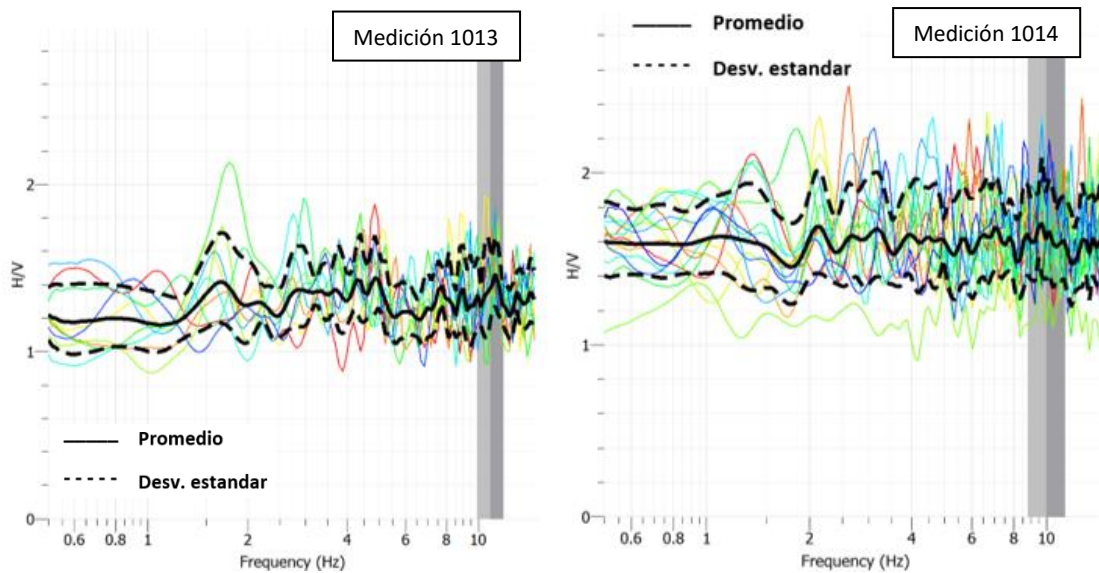 Medición 1013
2
1
0
H/V
Promedio
Desv. estandar
0.6 0.8 1 2 4 6 8 10
Frequency (Hz)
Promedio
Desv. estandar
Medición 1014
2
1
0
H/V
0.6 0.8 1 2 4 6 8 10
Frequency (Hz)